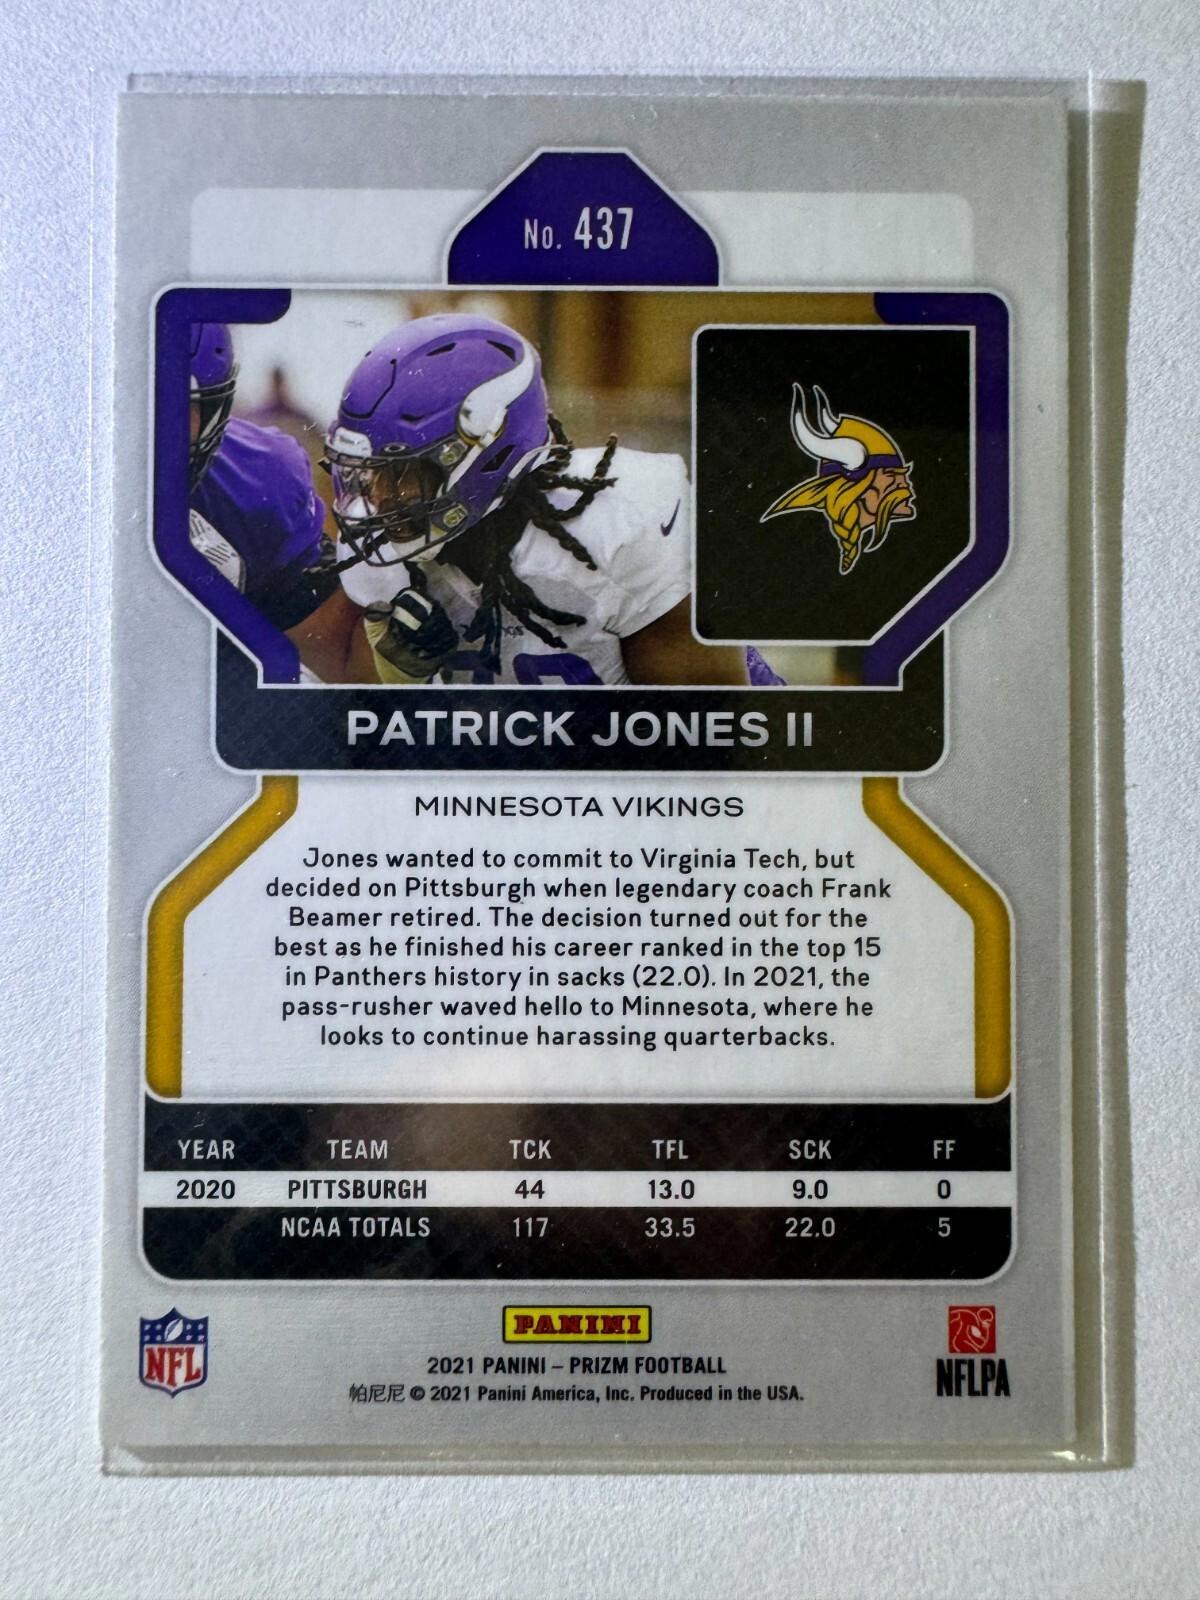 No. 437
PATRICK JONES II
MINNESOTA VIKINGS
Jones wanted to commit to Virginia Tech, but
decided on Pittsburgh when legendary coach Frank
Beamer retired. The decision turned out for the
best as he finished his career ranked in the top 15
in Panthers history in sacks (22.0). In 2021, the
pass-rusher waved hello to Minnesota, where he
looks to continue harassing quarterbacks.
YEAR TEAM TCK TFL SCK FF
2020 PITTSBURGH 44 13.0 9.0 0
NCAA TOTALS 117 33.5 22.0 5
NFL
PANINI
NFLPA
2021 PANINI – PRIZM FOOTBALL
帕尼尼 © 2021 Panini America, Inc. Produced in the USA.